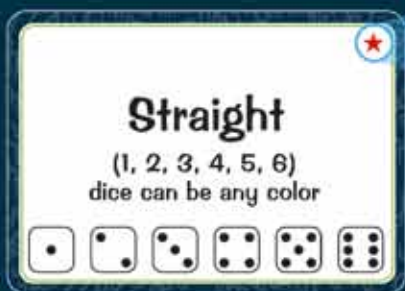 Straight
(1, 2, 3, 4, 5, 6)
dice can be any color